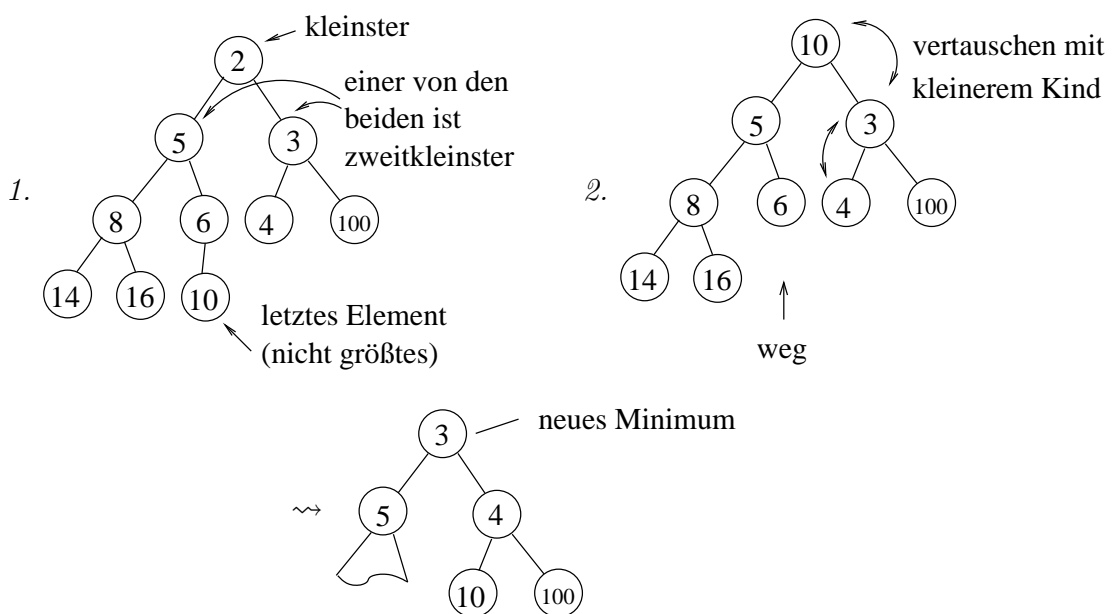 1.
kleinster
2
einer von den
beiden ist
zweitkleinster
5
3
8
6
4
100
14
16
10
letztes Element
(nicht größtes)
2.
10
vertauschen mit
kleinerem Kind
5
3
8
6
4
100
14
16
weg
⇝
3
neues Minimum
5
4
10
100